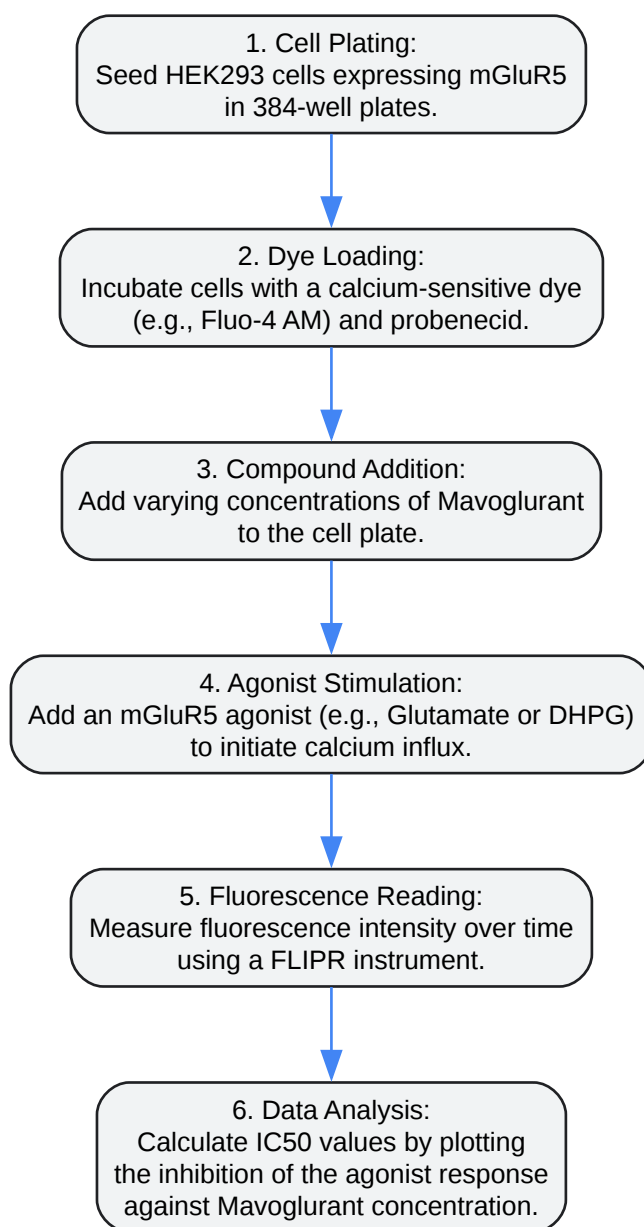 1. Cell Plating:
Seed HEK293 cells expressing mGluR5
in 384-well plates.
2. Dye Loading:
Incubate cells with a calcium-sensitive dye
(e.g., Fluo-4 AM) and probenecid.
3. Compound Addition:
Add varying concentrations of Mavoglurant
to the cell plate.
4. Agonist Stimulation:
Add an mGluR5 agonist (e.g., Glutamate or DHPG)
to initiate calcium influx.
5. Fluorescence Reading:
Measure fluorescence intensity over time
using a FLIPR instrument.
6. Data Analysis:
Calculate IC50 values by plotting
the inhibition of the agonist response
against Mavoglurant concentration.